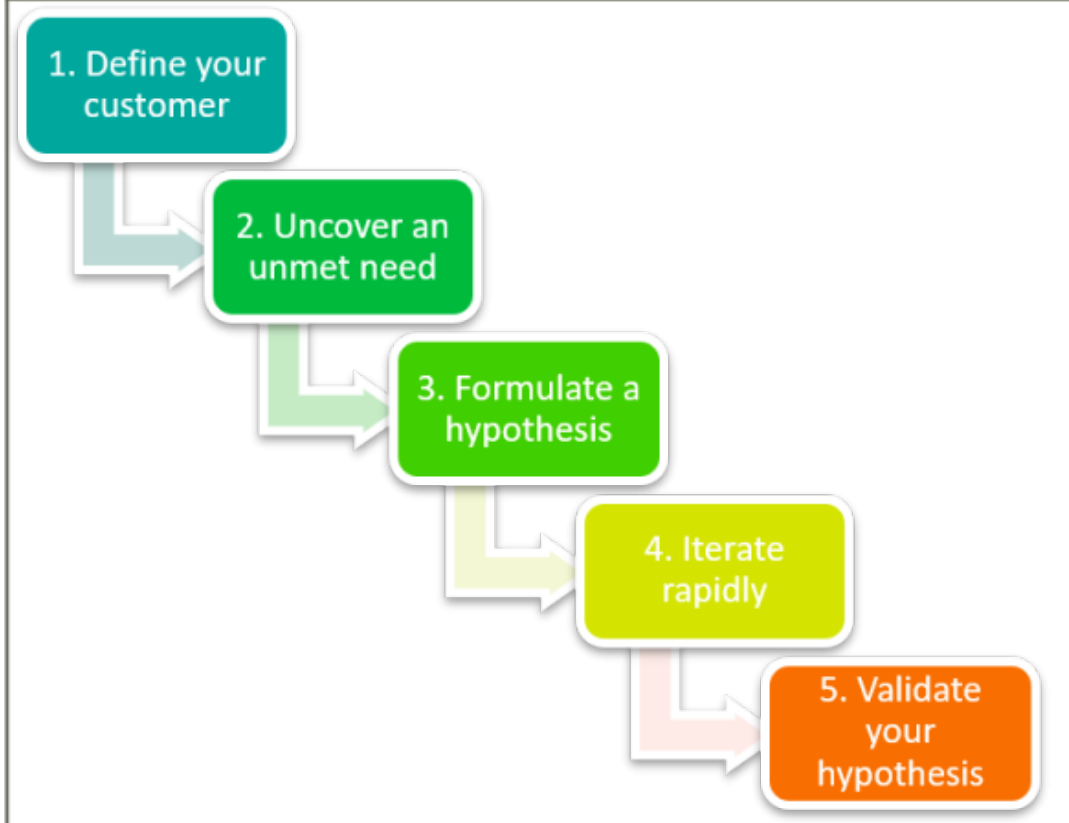 1. Define your
customer
2. Uncover an
unmet need
3. Formulate a
hypothesis
4. Iterate
rapidly
5. Validate
your
hypothesis